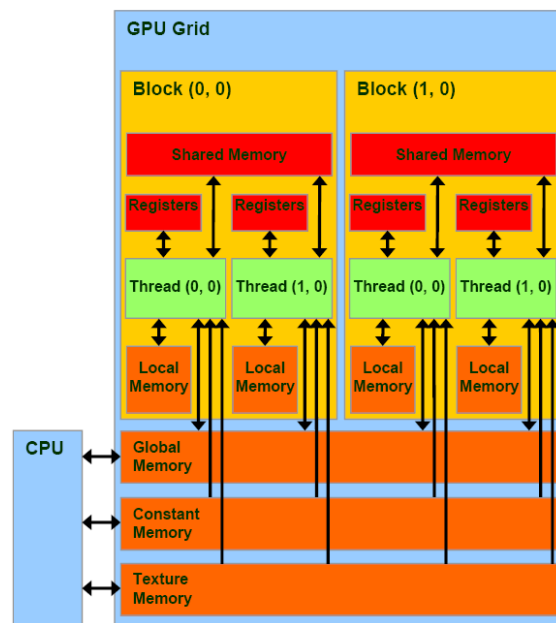 GPU Grid
Block (0, 0)
Block (1, 0)
Shared Memory
Shared Memory
Registers
Registers
Registers
Registers
Thread (0, 0)
Thread (1, 0)
Thread (0, 0)
Thread (1, 0)
Local
Memory
Local
Memory
Local
Memory
Local
Memory
CPU
Global
Memory
Constant
Memory
Texture
Memory